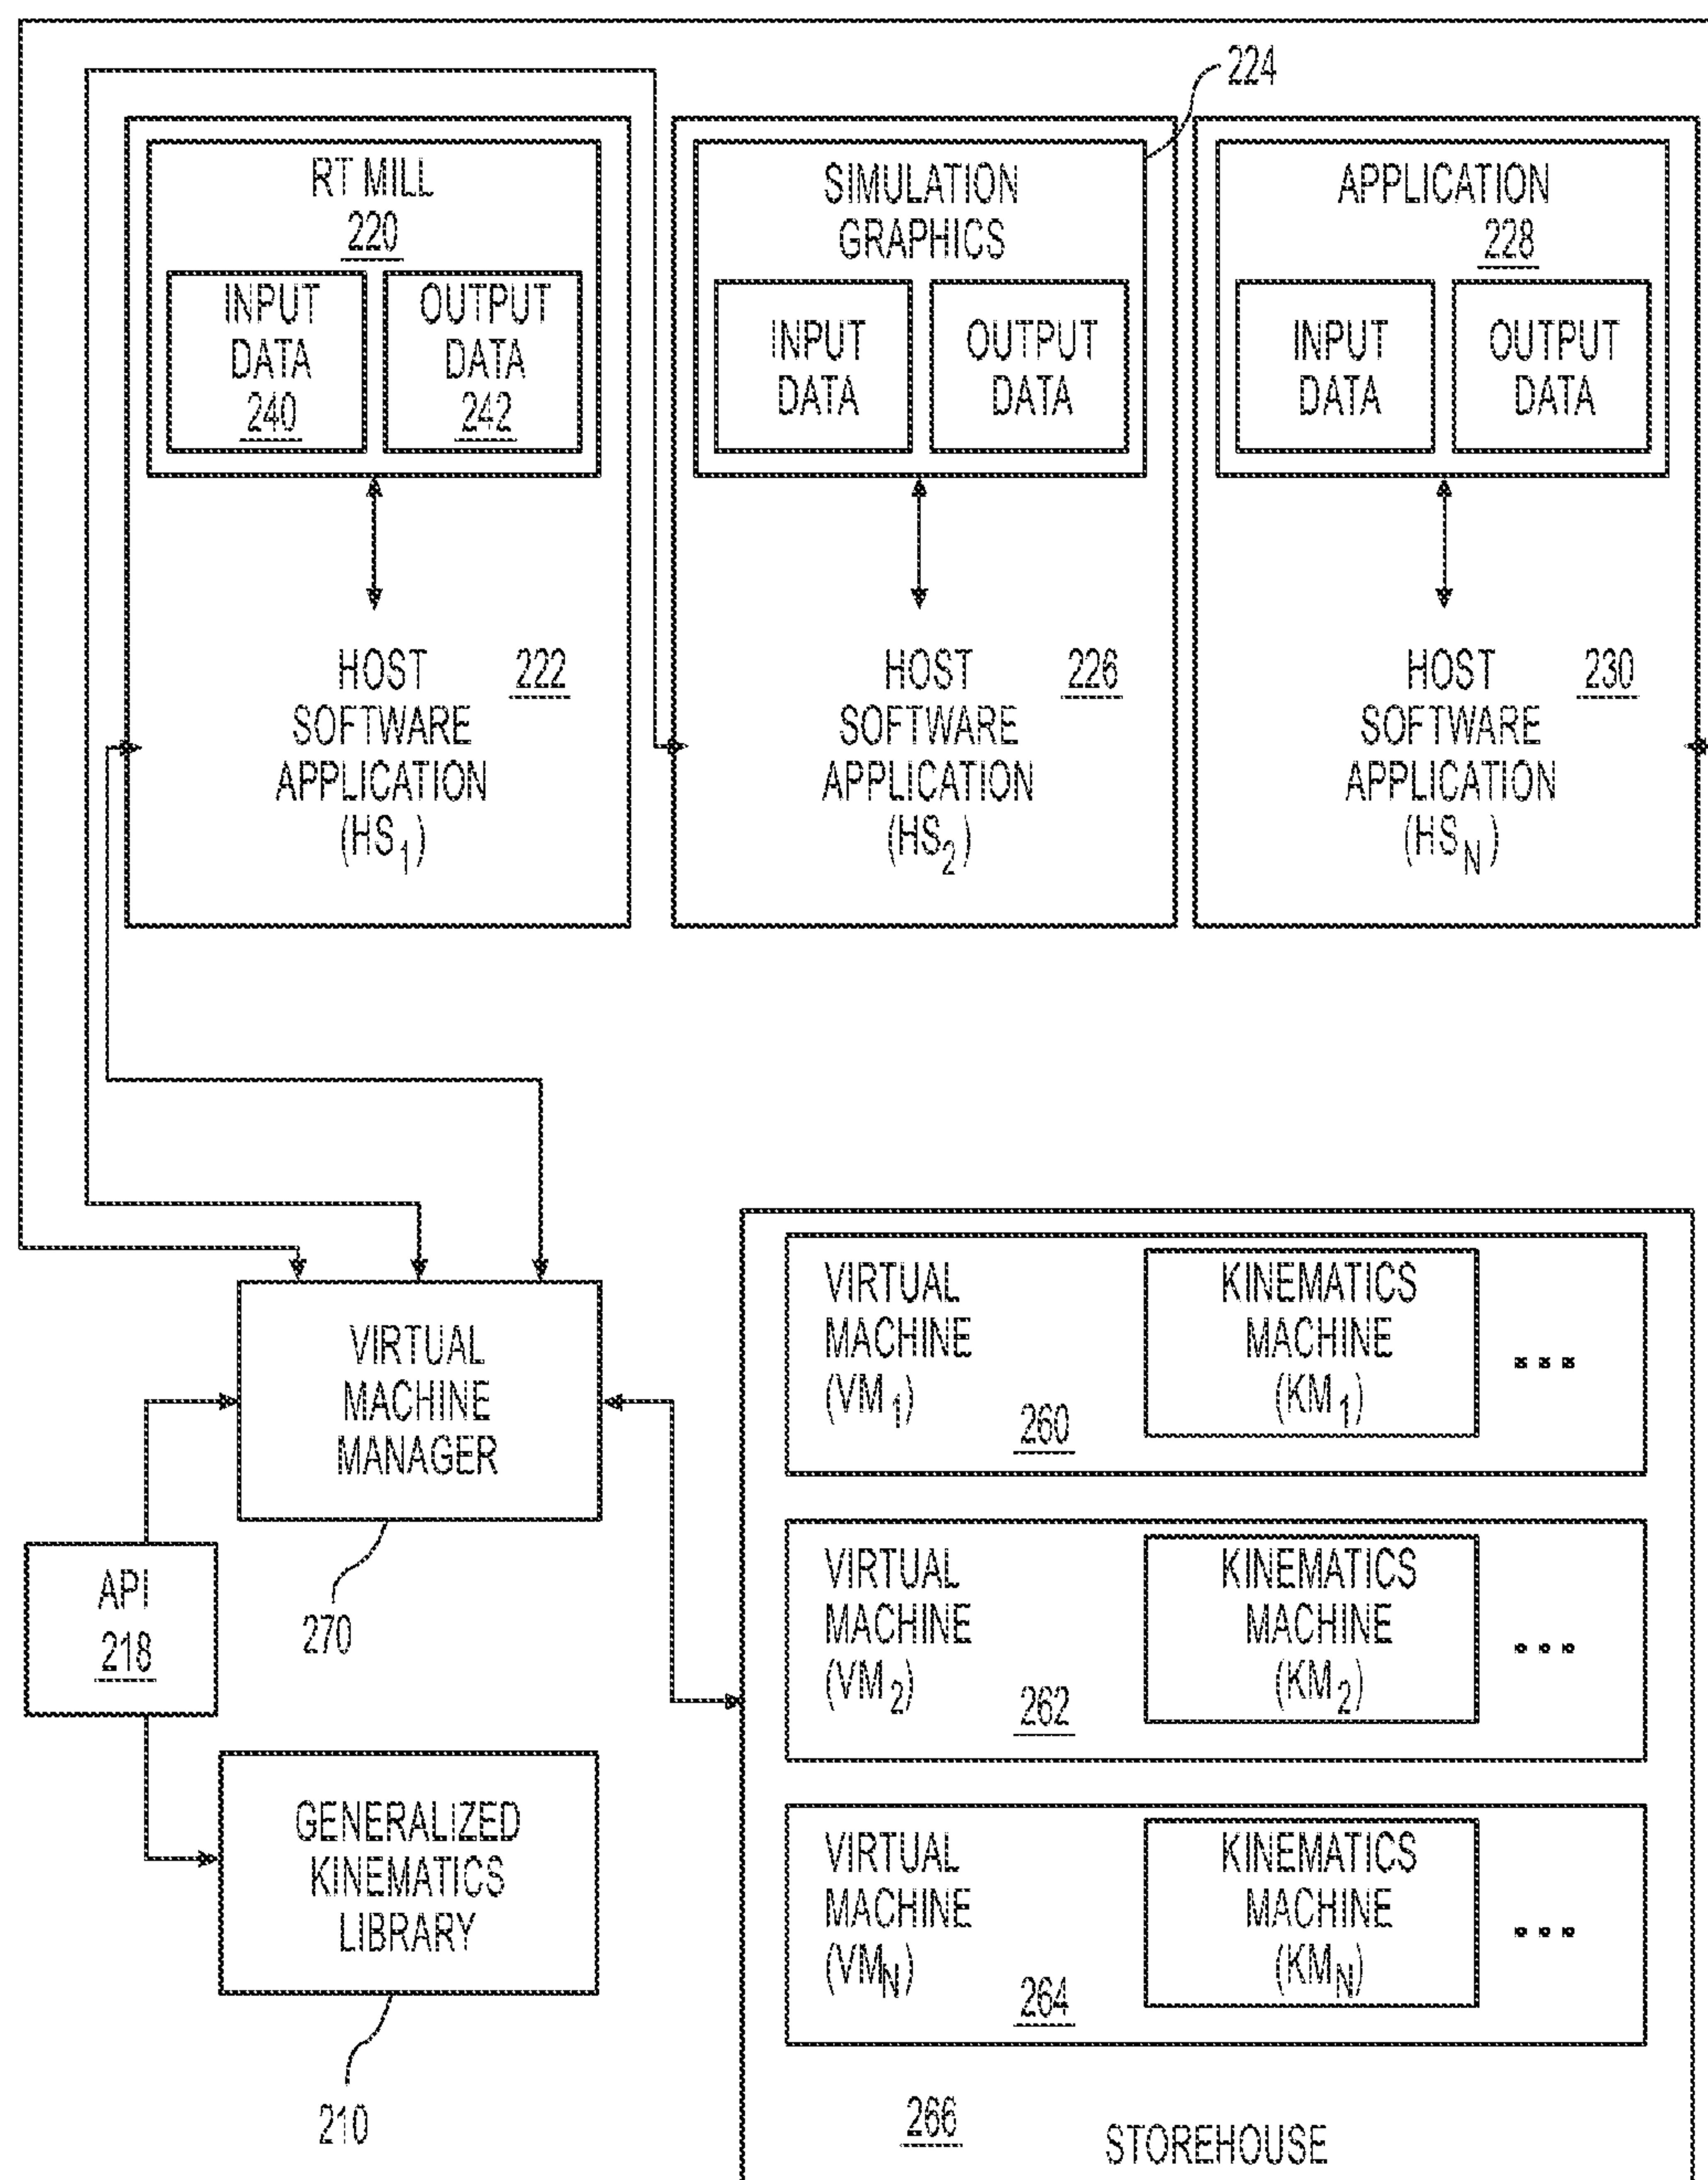 224
RT MILL
220
INPUT
DATA
240
OUTPUT
DATA
242
HOST
SOFTWARE
APPLICATION
(HS1)
222
SIMULATION
GRAPHICS
INPUT
DATA
OUTPUT
DATA
HOST
SOFTWARE
APPLICATION
(HS2)
226
APPLICATION
228
INPUT
DATA
OUTPUT
DATA
HOST
SOFTWARE
APPLICATION
(HSN)
230
VIRTUAL
MACHINE
MANAGER
270
API
218
GENERALIZED
KINEMATICS
LIBRARY
210
VIRTUAL
MACHINE
(VM1)
260
KINEMATICS
MACHINE
(KM1)
...
VIRTUAL
MACHINE
(VM2)
262
KINEMATICS
MACHINE
(KM2)
...
VIRTUAL
MACHINE
(VMN)
264
KINEMATICS
MACHINE
(KMN)
...
266
STOREHOUSE